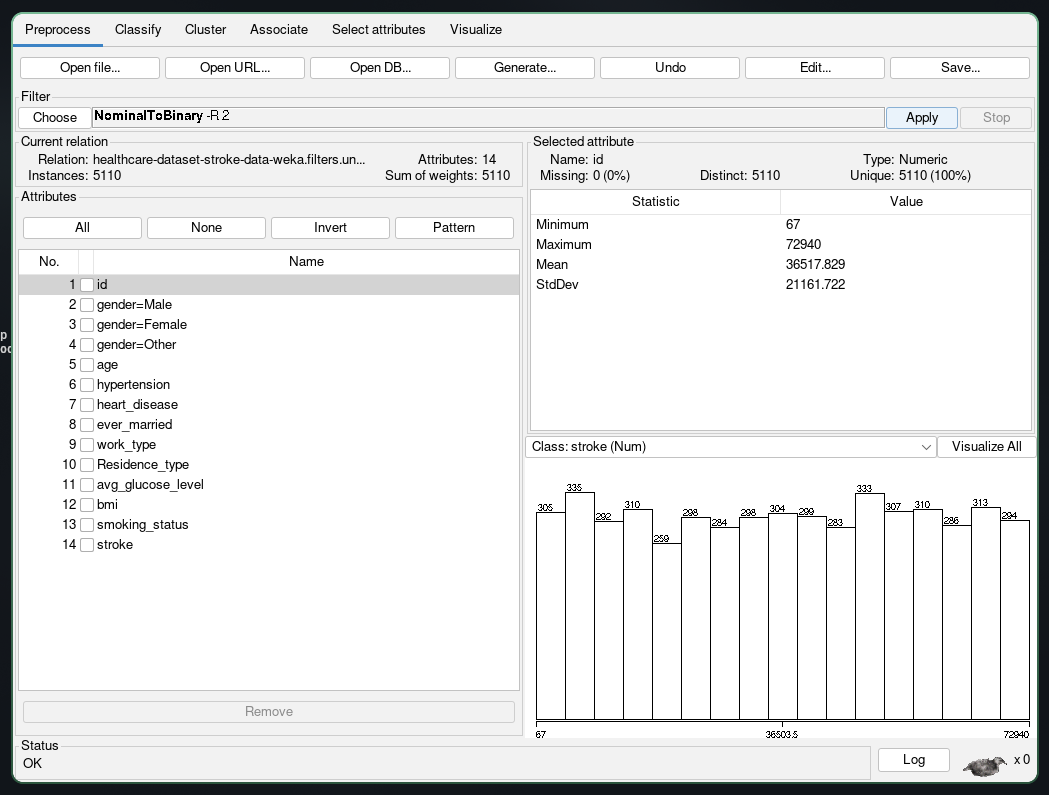 Preprocess Classify Cluster Associate Select attributes Visualize
Open file... Open URL... Open DB... Generate... Undo Edit... Save...
Filter
Choose NominalToBinary -R 2 Apply Stop
Current relation
Relation: healthcare-dataset-stroke-data-weka.filters.un... Attributes: 14
Instances: 5110 Sum of weights: 5110
Attributes
All None Invert Pattern
No. Name
1 id
2 gender=Male
3 gender=Female
4 gender=Other
5 age
6 hypertension
7 heart_disease
8 ever_married
9 work_type
10 Residence_type
11 avg_glucose_level
12 bmi
13 smoking_status
14 stroke
Remove
Selected attribute
Name: id Type: Numeric
Missing: 0 (0%) Distinct: 5110 Unique: 5110 (100%)
Statistic Value
Minimum 67
Maximum 72940
Mean 36517.829
StdDev 21161.722
Class: stroke (Num) Visualize All
305 335 292 310 259 298 284 298 304 299 283 333 307 310 286 313 294
67 36503.5 72940
Status
OK
Log x 0